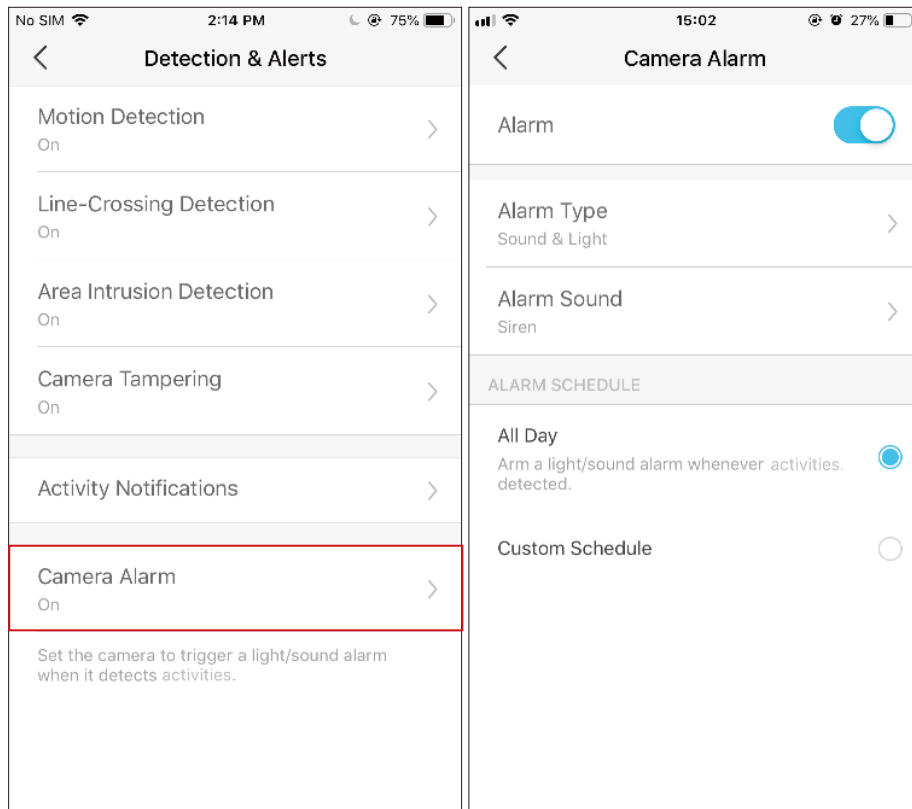 No SIM 2:14 PM 75%
Detection & Alerts
Motion Detection
On
Line-Crossing Detection
On
Area Intrusion Detection
On
Camera Tampering
On
Activity Notifications
Camera Alarm
On
Set the camera to trigger a light/sound alarm
when it detects activities.
15:02 27%
Camera Alarm
Alarm
Alarm Type
Sound & Light
Alarm Sound
Siren
ALARM SCHEDULE
All Day
Arm a light/sound alarm whenever activities.
detected.
Custom Schedule